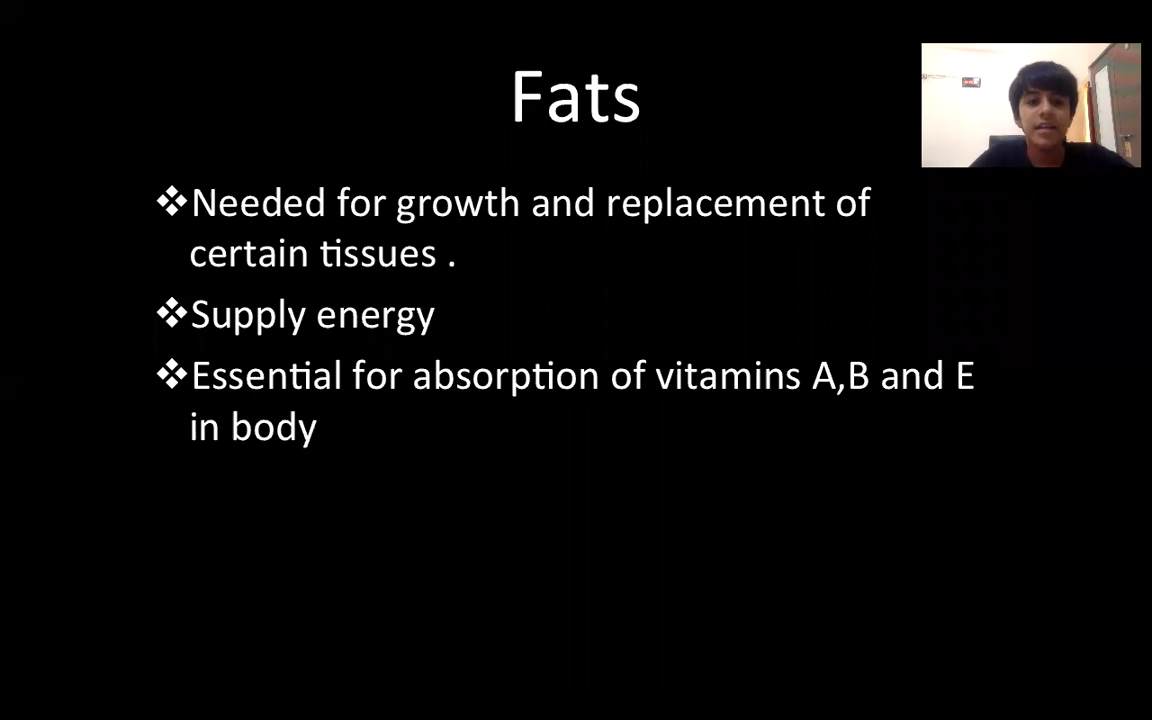 Fats
❖Needed for growth and replacement of
certain tissues .
❖Supply energy
❖Essential for absorption of vitamins A,B and E
in body